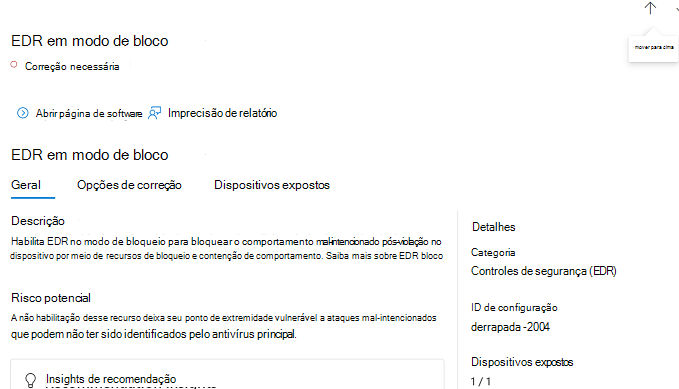 mover para cima
EDR em modo de bloco
Correção necessária
Abrir página de software
Imprecisão de relatório
EDR em modo de bloco
Geral
Opções de correção
Dispositivos expostos
Descrição
Habilita EDR no modo de bloqueio para bloquear o comportamento mal-intencionado pós-violação no
dispositivo por meio de recursos de bloqueio e contenção de comportamento. Saiba mais sobre EDR bloco
Risco potencial
A não habilitação desse recurso deixa seu ponto de extremidade vulnerável a ataques mal-intencionados
que podem não ter sido identificados pelo antivírus principal.
Insights de recomendação
Detalhes
Categoria
Controles de segurança (EDR)
ID de configuração
derrapada -2004
Dispositivos expostos
1 / 1